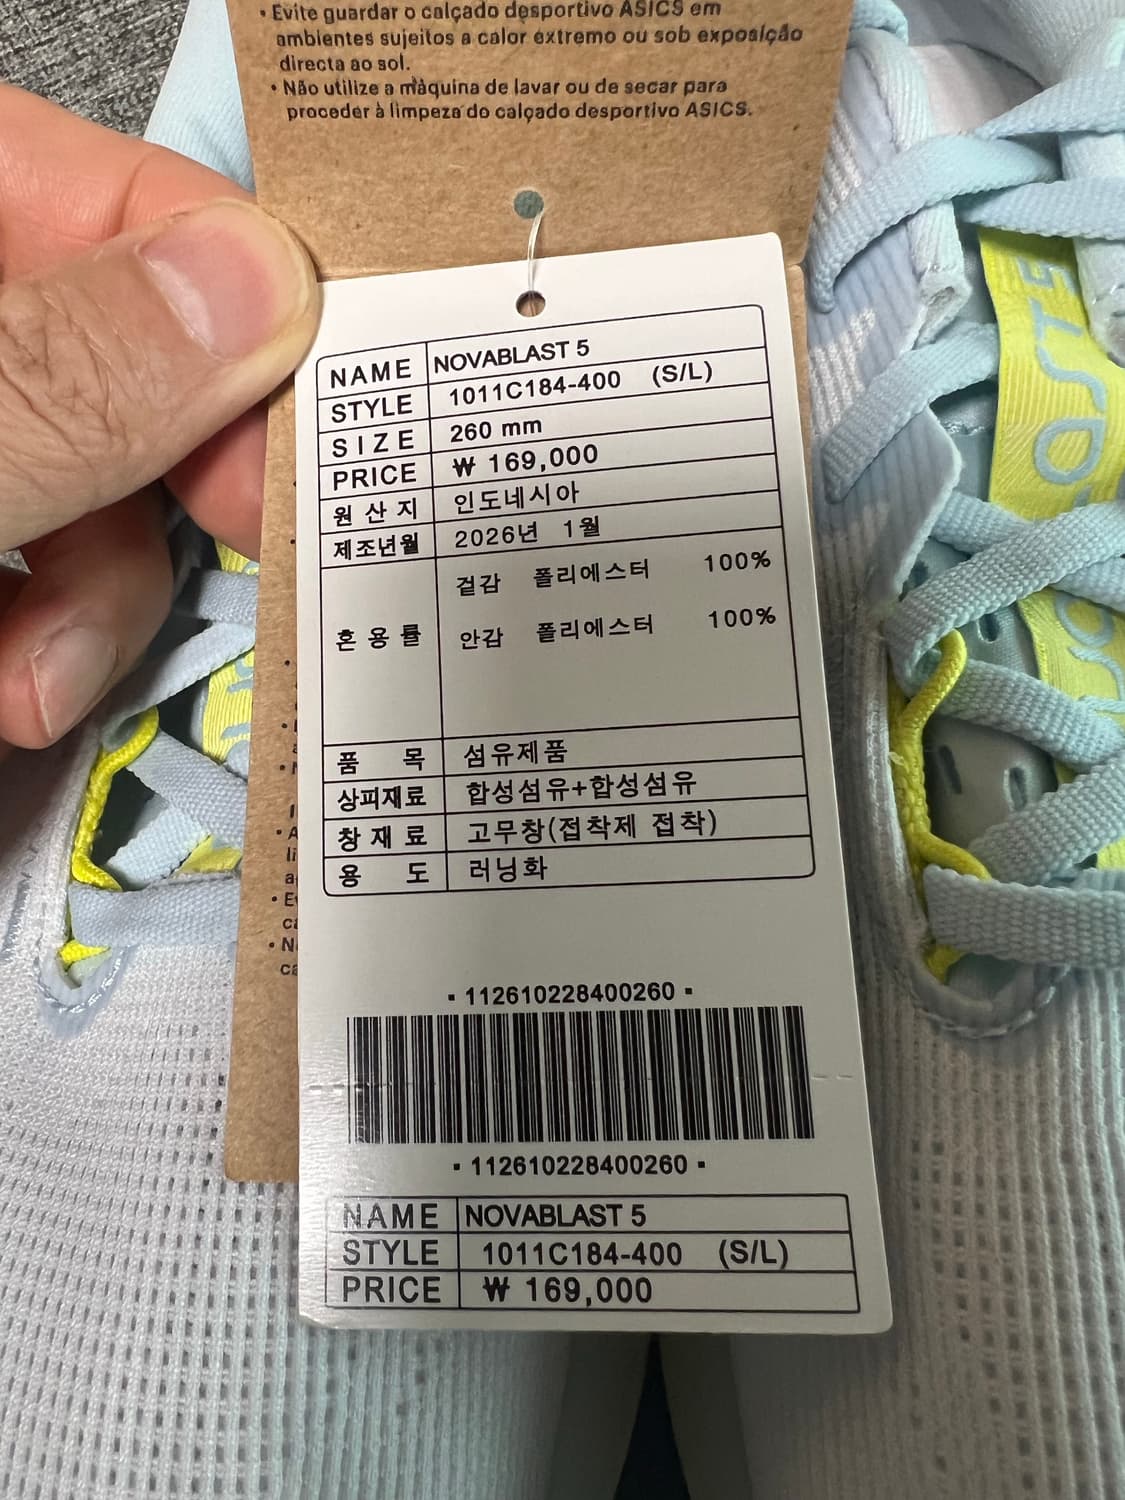 • Evite guardar o calçado desportivo ASICS em
ambientes sujeitos a calor extremo ou sob exposição
directa ao sol.
• Não utilize a máquina de lavar ou de secar para
proceder à limpeza do calçado desportivo ASICS.
NAME NOVABLAST 5
STYLE 1011C184-400 (S/L)
SIZE 260 mm
PRICE ₩ 169,000
원산지 인도네시아
제조년월 2026년 1월
혼용률 겉감 폴리에스터 100%
안감 폴리에스터 100%
품목 섬유제품
상피재료 합성섬유+합성섬유
창재료 고무창(접착제 접착)
용도 러닝화
▪ 112610228400260 ▪
▪ 112610228400260 ▪
NAME NOVABLAST 5
STYLE 1011C184-400 (S/L)
PRICE ₩ 169,000